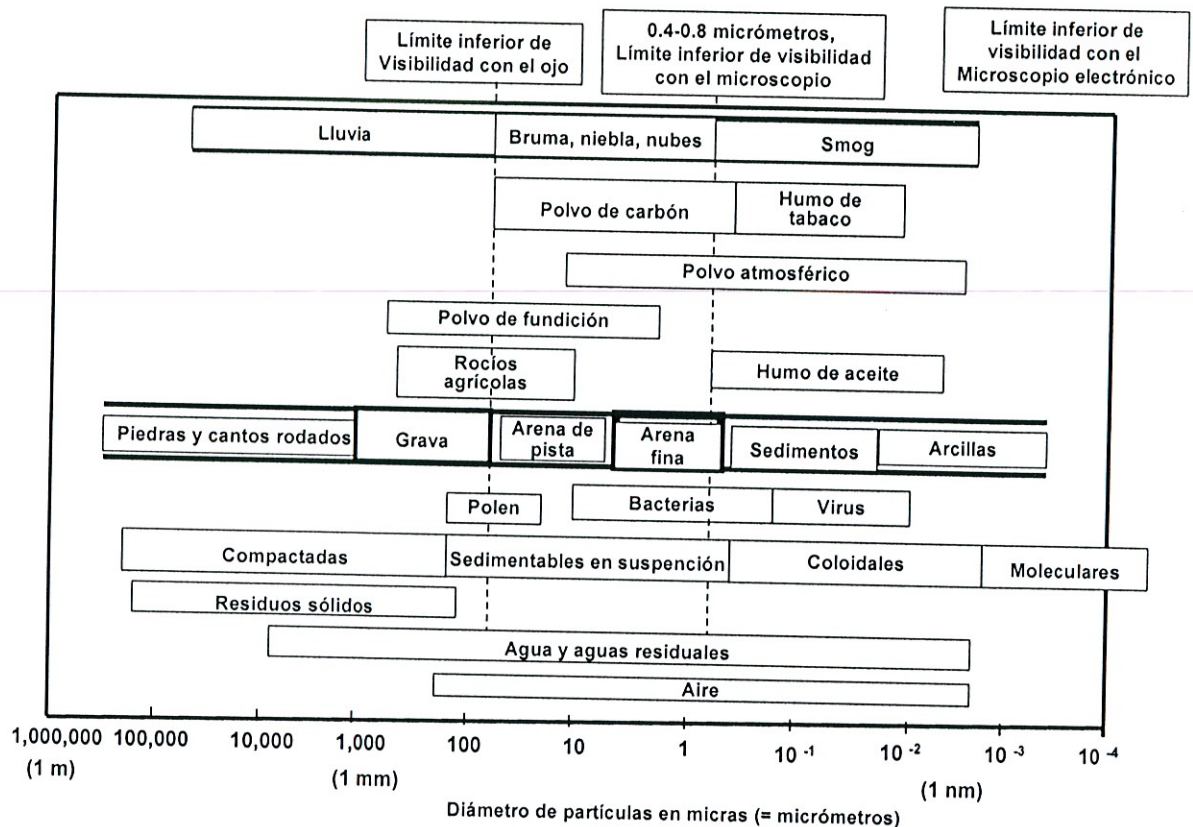 Límite inferior de
Visibilidad con el ojo
0.4-0.8 micrómetros,
Límite inferior de visibilidad
con el microscopio
Límite inferior de
visibilidad con el
Microscopio electrónico
Lluvia
Bruma, niebla, nubes
Smog
Polvo de carbón
Humo de
tabaco
Polvo atmosférico
Polvo de fundición
Rocíos
agrícolas
Humo de aceite
Piedras y cantos rodados
Grava
Arena de
pista
Arena
fina
Sedimentos
Arcillas
Polen
Bacterias
Virus
Compactadas
Sedimentables en suspención
Coloidales
Moleculares
Residuos sólidos
Agua y aguas residuales
Aire
1,000,000 100,000 10,000 1,000 100 10 1 10⁻¹ 10⁻² 10⁻³ 10⁻⁴
(1 m) (1 mm) (1 nm)
Diámetro de partículas en micras (= micrómetros)